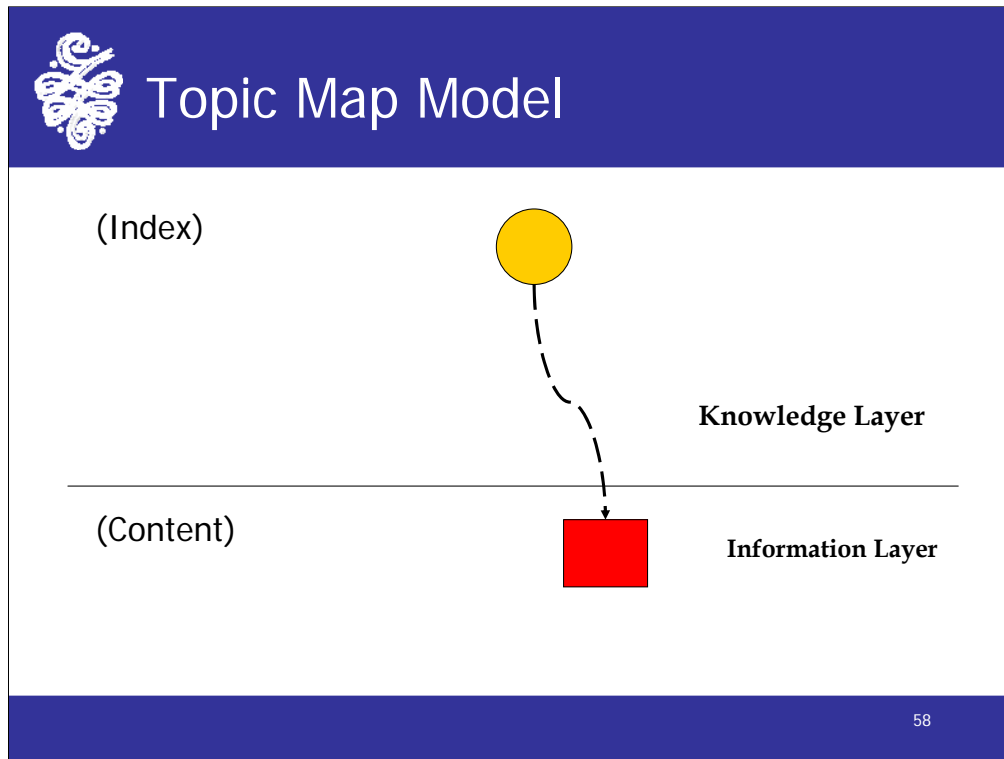 Topic Map Model
(Index)
Knowledge Layer
(Content)
Information Layer
58